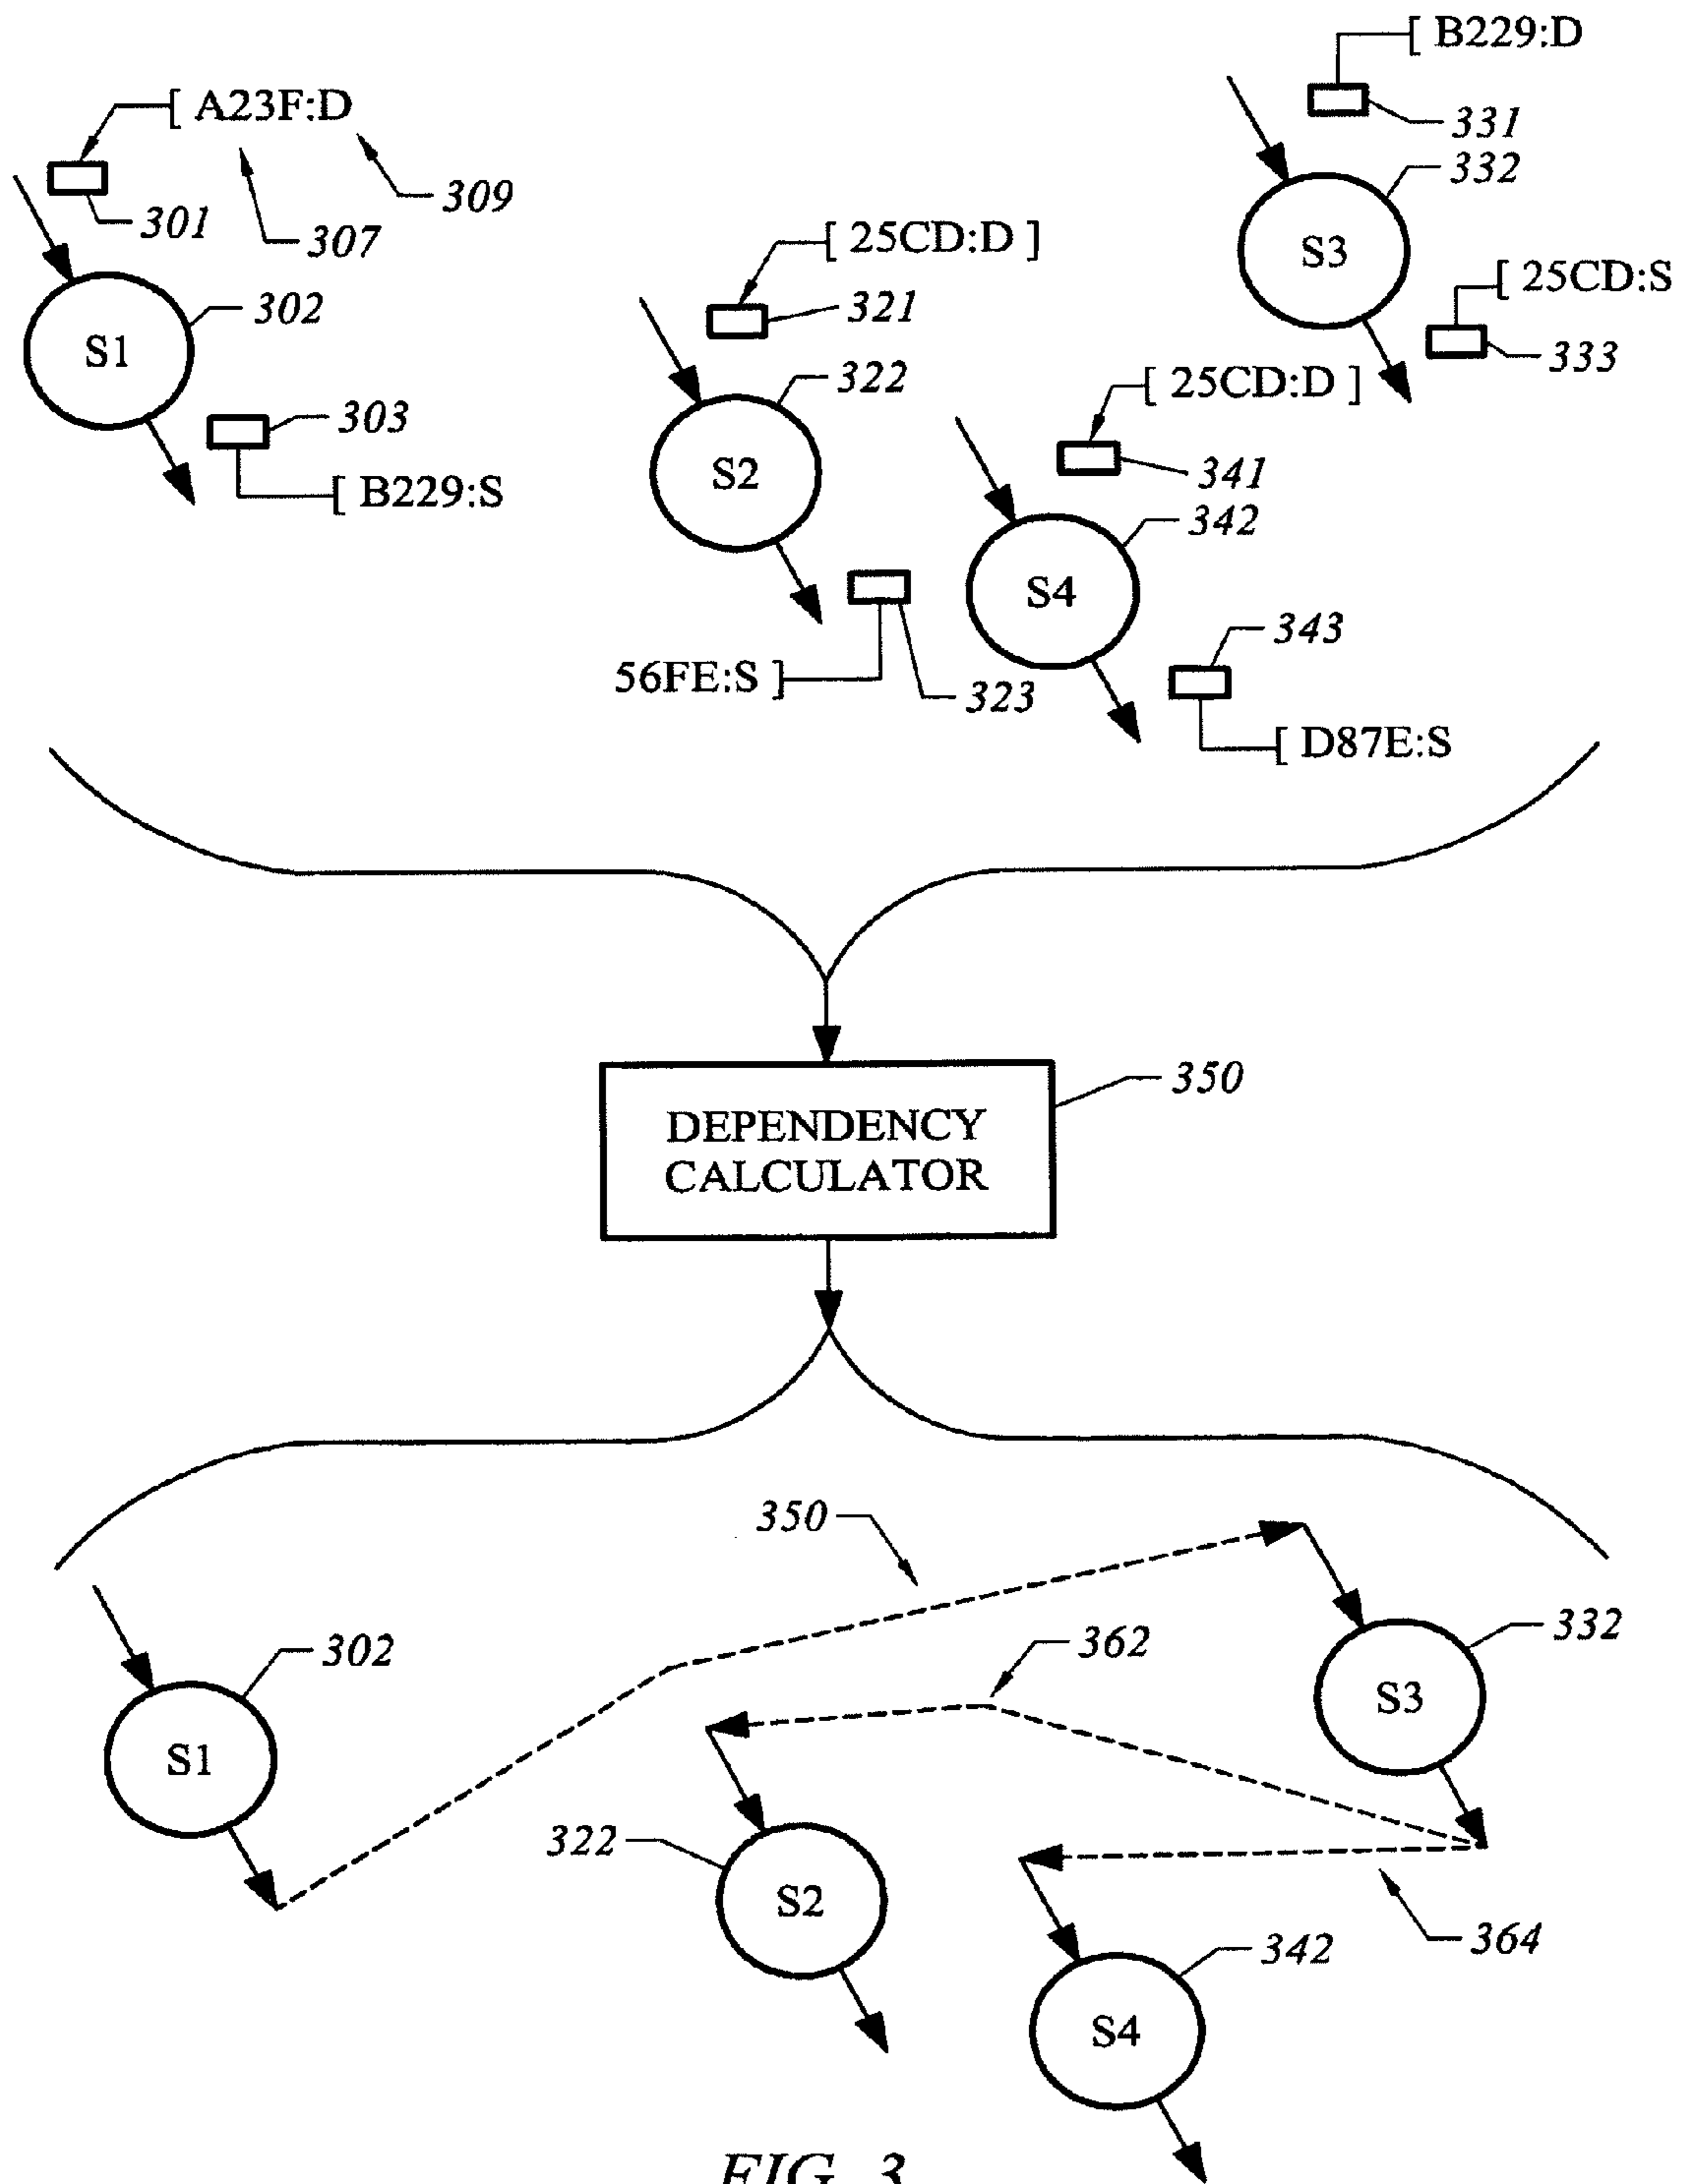 [ B229:D
331
332
S3
[ 25CD:S
333
[ A23F:D
309
301
307
302
S1
303
[ B229:S
[ 25CD:D ]
321
322
S2
56FE:S ]
323
[ 25CD:D ]
341
342
S4
343
[ D87E:S
DEPENDENCY
CALCULATOR
350
350
362
332
S3
302
S1
322
S2
364
342
S4
FIG. 3